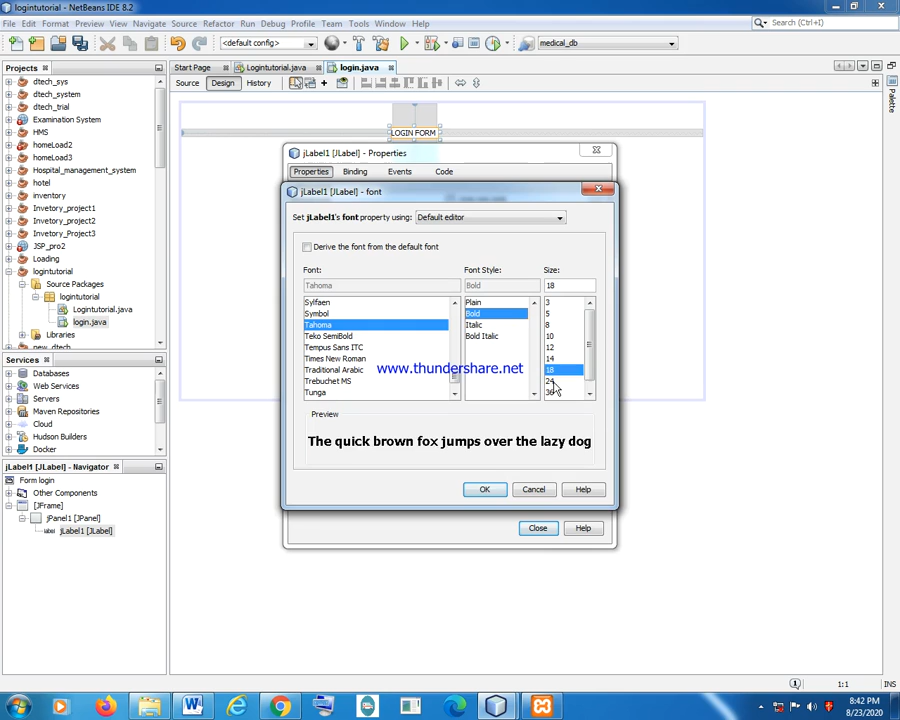 logintutorial - NetBeans IDE 8.2
File Edit Format View Navigate Source Refactor Run Debug Profile Team Tools Window Help
<default config> medical_db Search (Ctrl+I)
Projects Start Page Logintutorial.java login.java
Source Design History
Palette
dtech_sys
dtech_system
dtech_trial
Examination System
HMS
homeLoad2
homeLoad3
Hospital_management_system
hotel
inventory
Invetory_project1
Invetory_project2
Invetory_Project3
JSP_pro2
Loading
logintutorial
Source Packages
logintutorial
Logintutorial.java
login.java
Libraries
new_dtech
Services
Databases
Web Services
Servers
Maven Repositories
Cloud
Hudson Builders
Docker
jLabel1 [JLabel] - Navigator
Form login
Other Components
[JFrame]
jPanel1 [JPanel]
label jLabel1 [JLabel]
LOGIN FORM
jLabel1 [JLabel] - Properties
Properties Binding Events Code
jLabel1 [JLabel] - font
Set jLabel1's font property using: Default editor
Derive the font from the default font
Font: Font Style: Size:
Tahoma Bold 18
Sylfaen Plain 3
Symbol Bold 5
Tahoma Italic 8
Teko SemiBold Bold Italic 10
Tempus Sans ITC 12
Times New Roman 14
Traditional Arabic 18
Trebuchet MS 24
Tunga 36
www.thundershare.net
Preview
The quick brown fox jumps over the lazy dog
OK Cancel Help
Close Help
1:1 INS
8:42 PM
8/23/2020